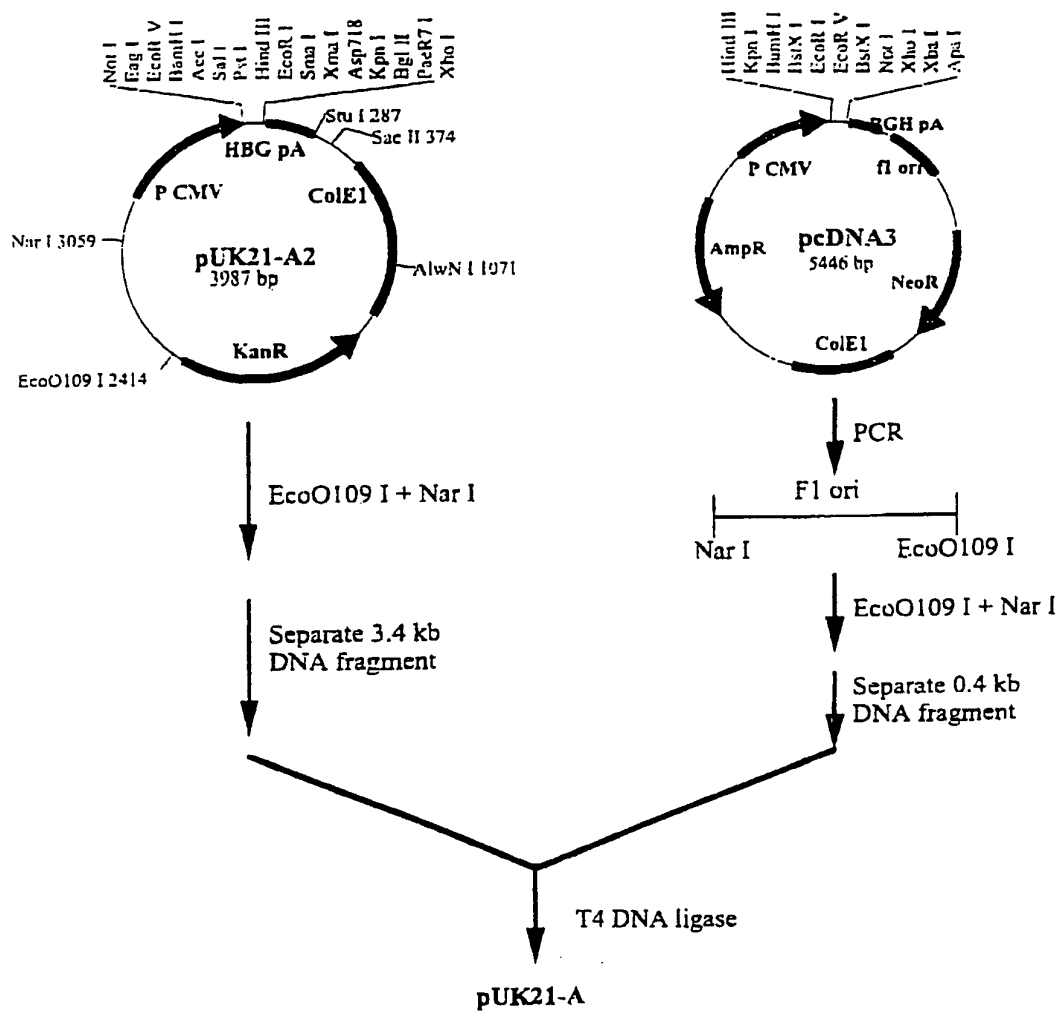 Not I
Eag I
EcoR V
BamH I
Acc I
Sal I
Pvt I
Hind III
EcoR I
Sma I
Xma I
Asp718
Kpn I
Bgl II
PaeR7 I
Xho I
Stu I 287
Sac II 374
HBG pA
P CMV
ColE1
Nar I 3059
pUK21-A2
3987 bp
AlwN I 1071
KanR
EcoO109 I 2414
Hind III
Kpn I
BamH I
BstX I
EcoR I
EcoR V
BstX I
Not I
Xho I
Xba I
Apa I
BGH pA
P CMV
f1 ori
AmpR
pcDNA3
5446 bp
NeoR
ColE1
EcoO109 I + Nar I
Separate 3.4 kb
DNA fragment
PCR
F1 ori
Nar I
EcoO109 I
EcoO109 I + Nar I
Separate 0.4 kb
DNA fragment
T4 DNA ligase
pUK21-A